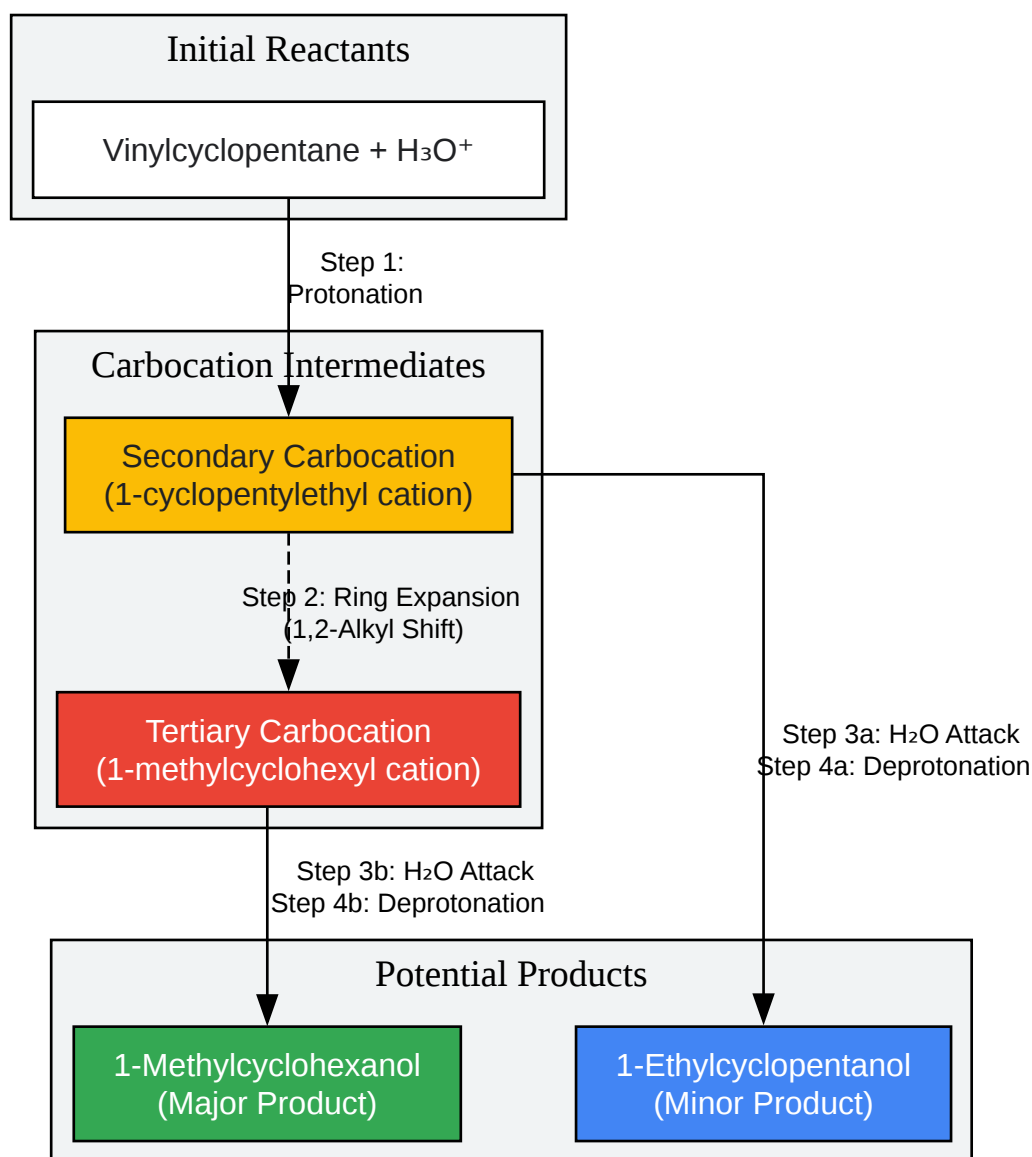 Initial Reactants
Vinylcyclopentane + H₃O⁺
Step 1:
Protonation
Carbocation Intermediates
Secondary Carbocation
(1-cyclopentylethyl cation)
Step 2: Ring Expansion
(1,2-Alkyl Shift)
Tertiary Carbocation
(1-methylcyclohexyl cation)
Step 3a: H₂O Attack
Step 4a: Deprotonation
Step 3b: H₂O Attack
Step 4b: Deprotonation
Potential Products
1-Methylcyclohexanol
(Major Product)
1-Ethylcyclopentanol
(Minor Product)